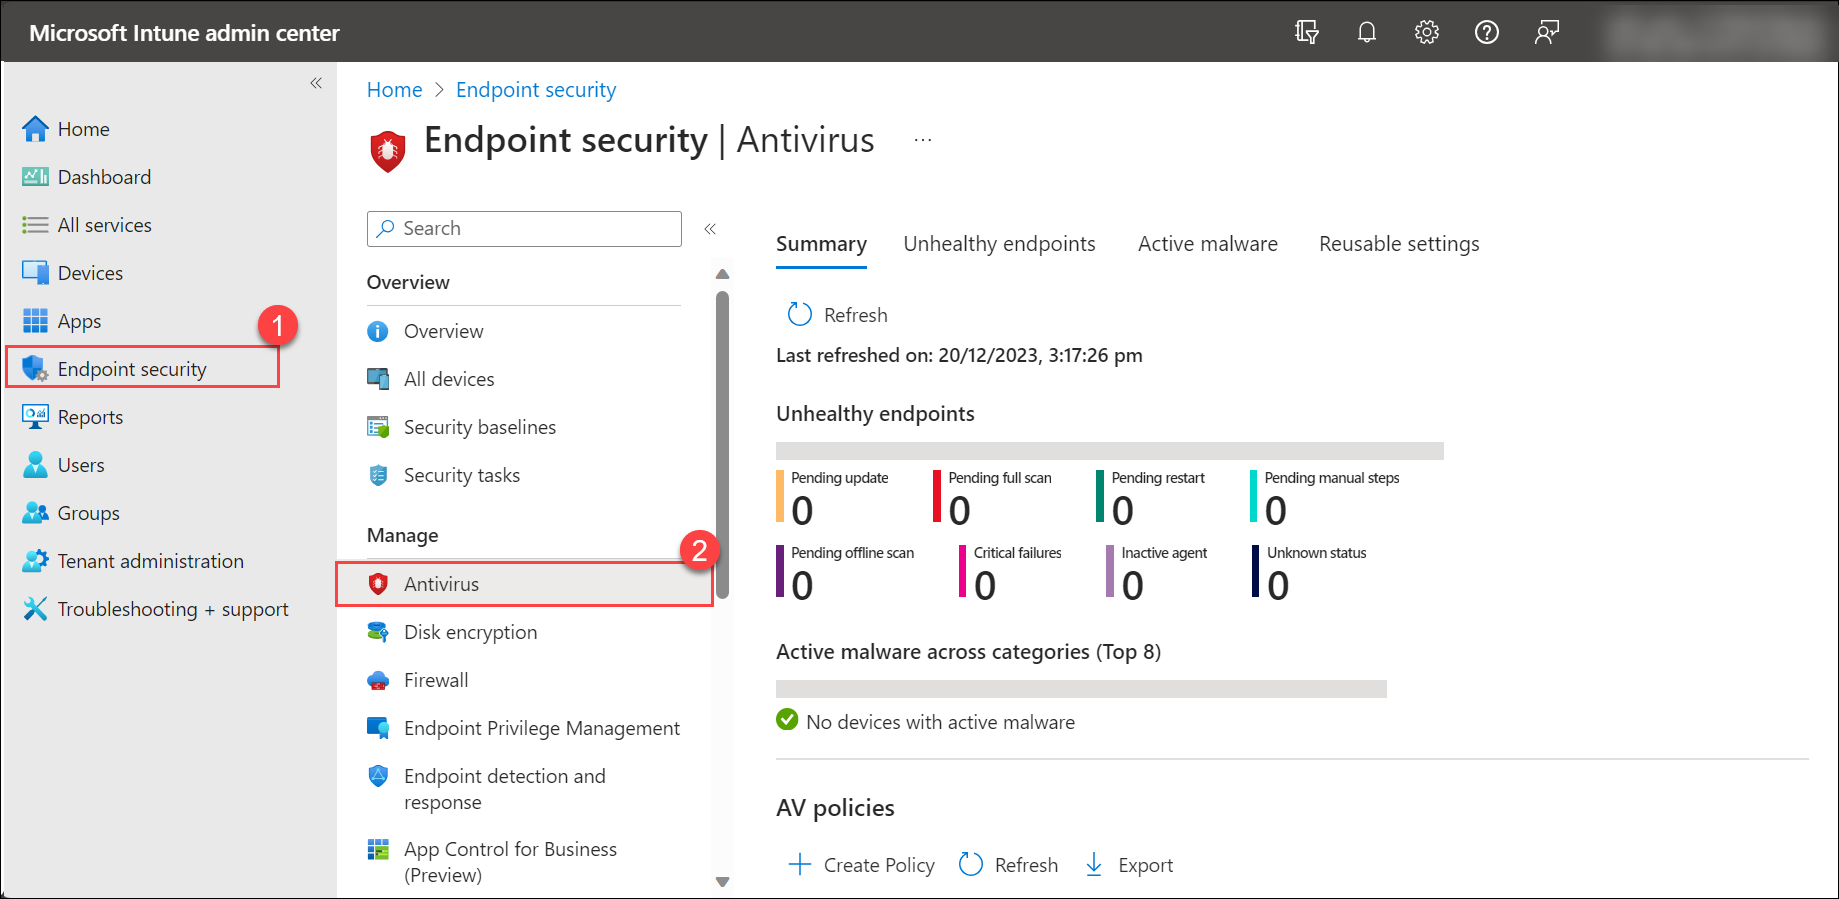 Microsoft Intune admin center
Home
Dashboard
All services
Devices
Apps
1
Endpoint security
Reports
Users
Groups
Tenant administration
Troubleshooting + support
Home > Endpoint security
Endpoint security | Antivirus ...
Search
Overview
Overview
All devices
Security baselines
Security tasks
Manage
2
Antivirus
Disk encryption
Firewall
Endpoint Privilege Management
Endpoint detection and
response
App Control for Business
(Preview)
Summary Unhealthy endpoints Active malware Reusable settings
Refresh
Last refreshed on: 20/12/2023, 3:17:26 pm
Unhealthy endpoints
Pending update Pending full scan Pending restart Pending manual steps
0 0 0 0
Pending offline scan Critical failures Inactive agent Unknown status
0 0 0 0
Active malware across categories (Top 8)
No devices with active malware
AV policies
Create Policy Refresh Export